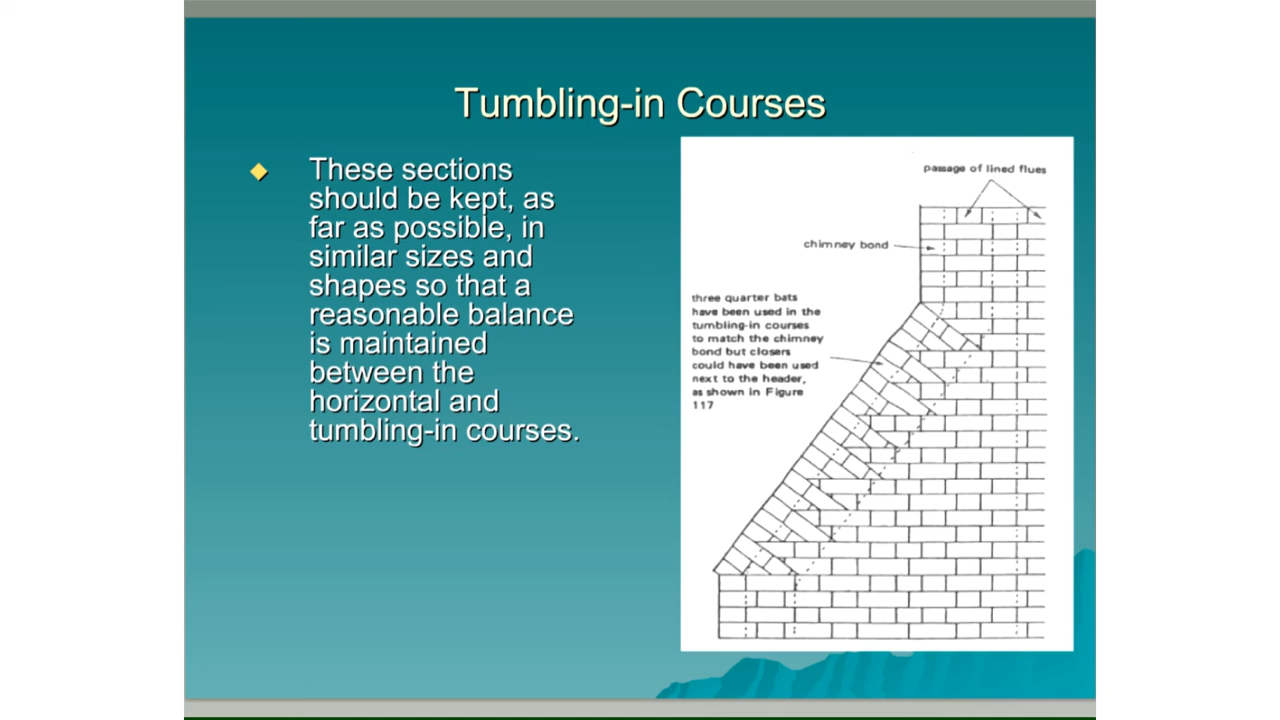 Tumbling-in Courses
These sections
should be kept, as
far as possible, in
similar sizes and
shapes so that a
reasonable balance
is maintained
between the
horizontal and
tumbling-in courses.
passage of lined flues
chimney bond
three quarter bats
have been used in the
tumbling-in courses
to match the chimney
bond but closers
could have been used
next to the header,
as shown in Figure
117